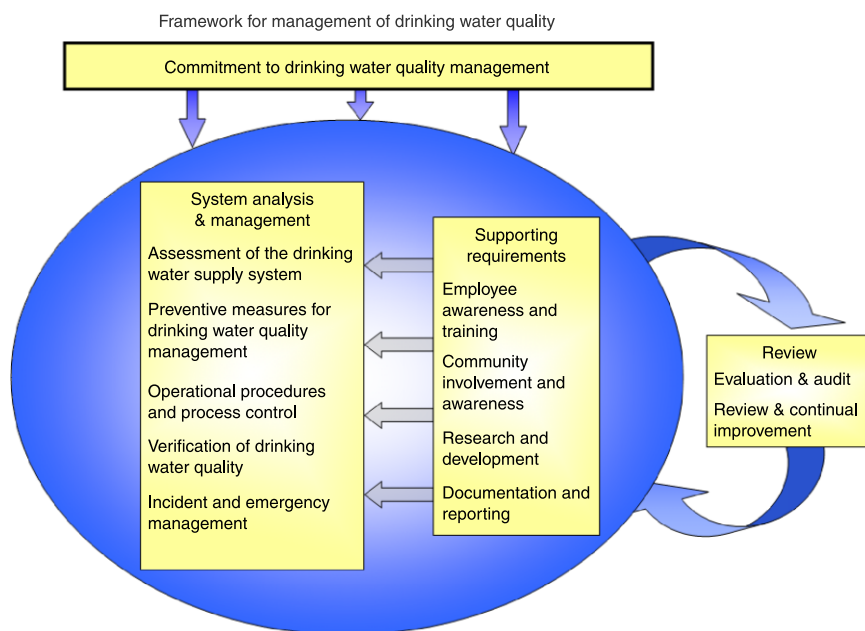 Framework for management of drinking water quality
Commitment to drinking water quality management
System analysis
& management
Assessment of the drinking
water supply system
Preventive measures for
drinking water quality
management
Operational procedures
and process control
Verification of drinking
water quality
Incident and emergency
management
Supporting
requirements
Employee
awareness and
training
Community
involvement and
awareness
Research and
development
Documentation and
reporting
Review
Evaluation & audit
Review & continual
improvement